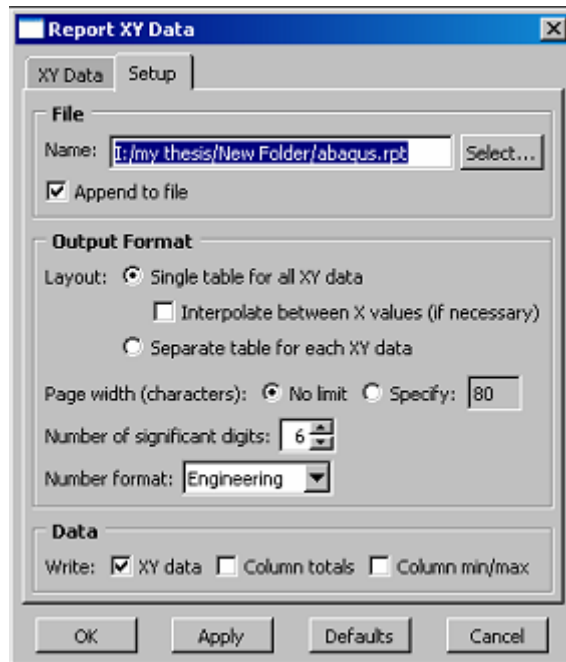 Report XY Data
XY Data Setup
File
Name: I:/my thesis/New Folder/abaqus.rpt Select...
Append to file
Output Format
Layout: Single table for all XY data
Interpolate between X values (if necessary)
Separate table for each XY data
Page width (characters): No limit Specify: 80
Number of significant digits: 6
Number format: Engineering
Data
Write: XY data Column totals Column min/max
OK Apply Defaults Cancel